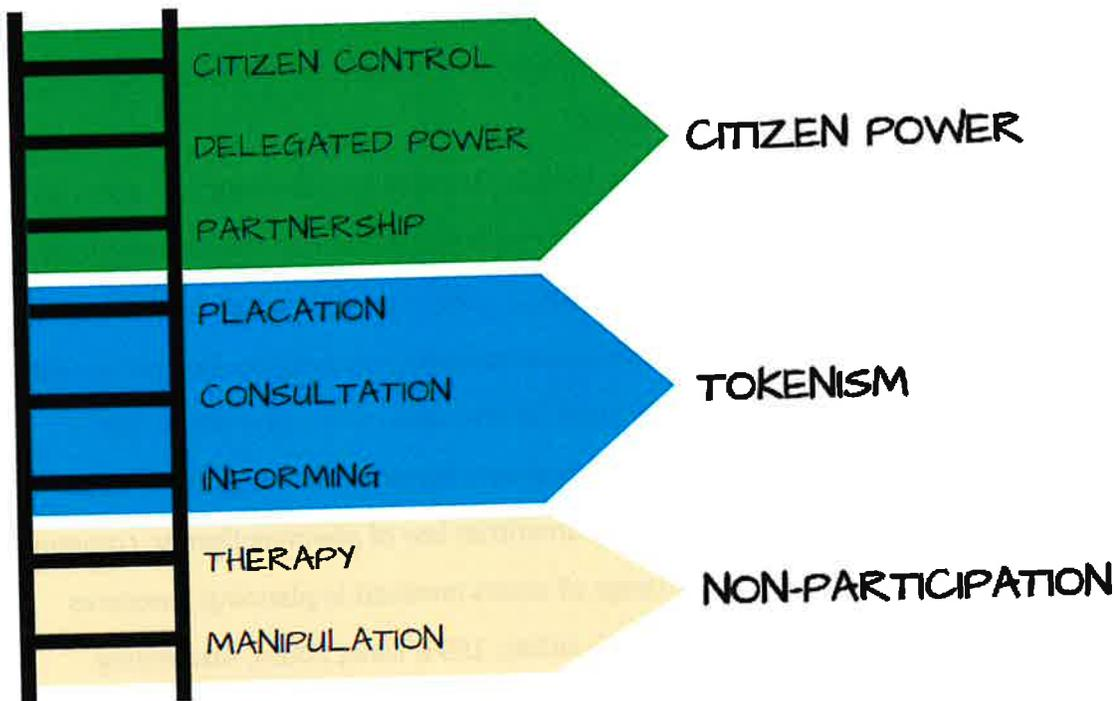 CITIZEN CONTROL
DELEGATED POWER
PARTNERSHIP
CITIZEN POWER
PLACATION
CONSULTATION
INFORMING
TOKENISM
THERAPY
MANIPULATION
NON-PARTICIPATION